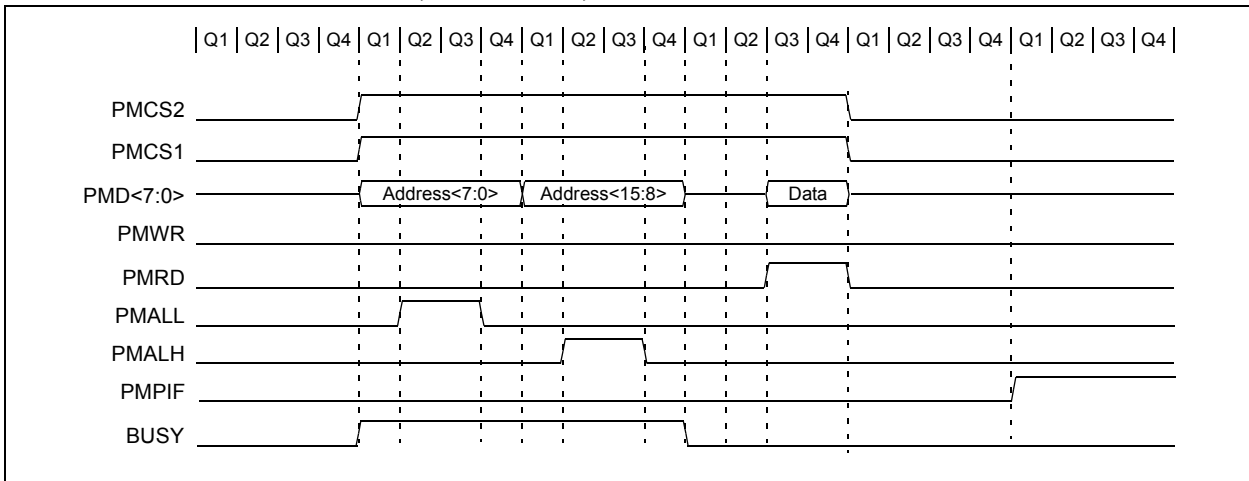 Q1 Q2 Q3 Q4 Q1 Q2 Q3 Q4 Q1 Q2 Q3 Q4 Q1 Q2 Q3 Q4 Q1 Q2 Q3 Q4 Q1 Q2 Q3 Q4
PMCS2
PMCS1
PMD<7:0> Address<7:0> Address<15:8> Data
PMWR
PMRD
PMALL
PMALH
PMPIF
BUSY